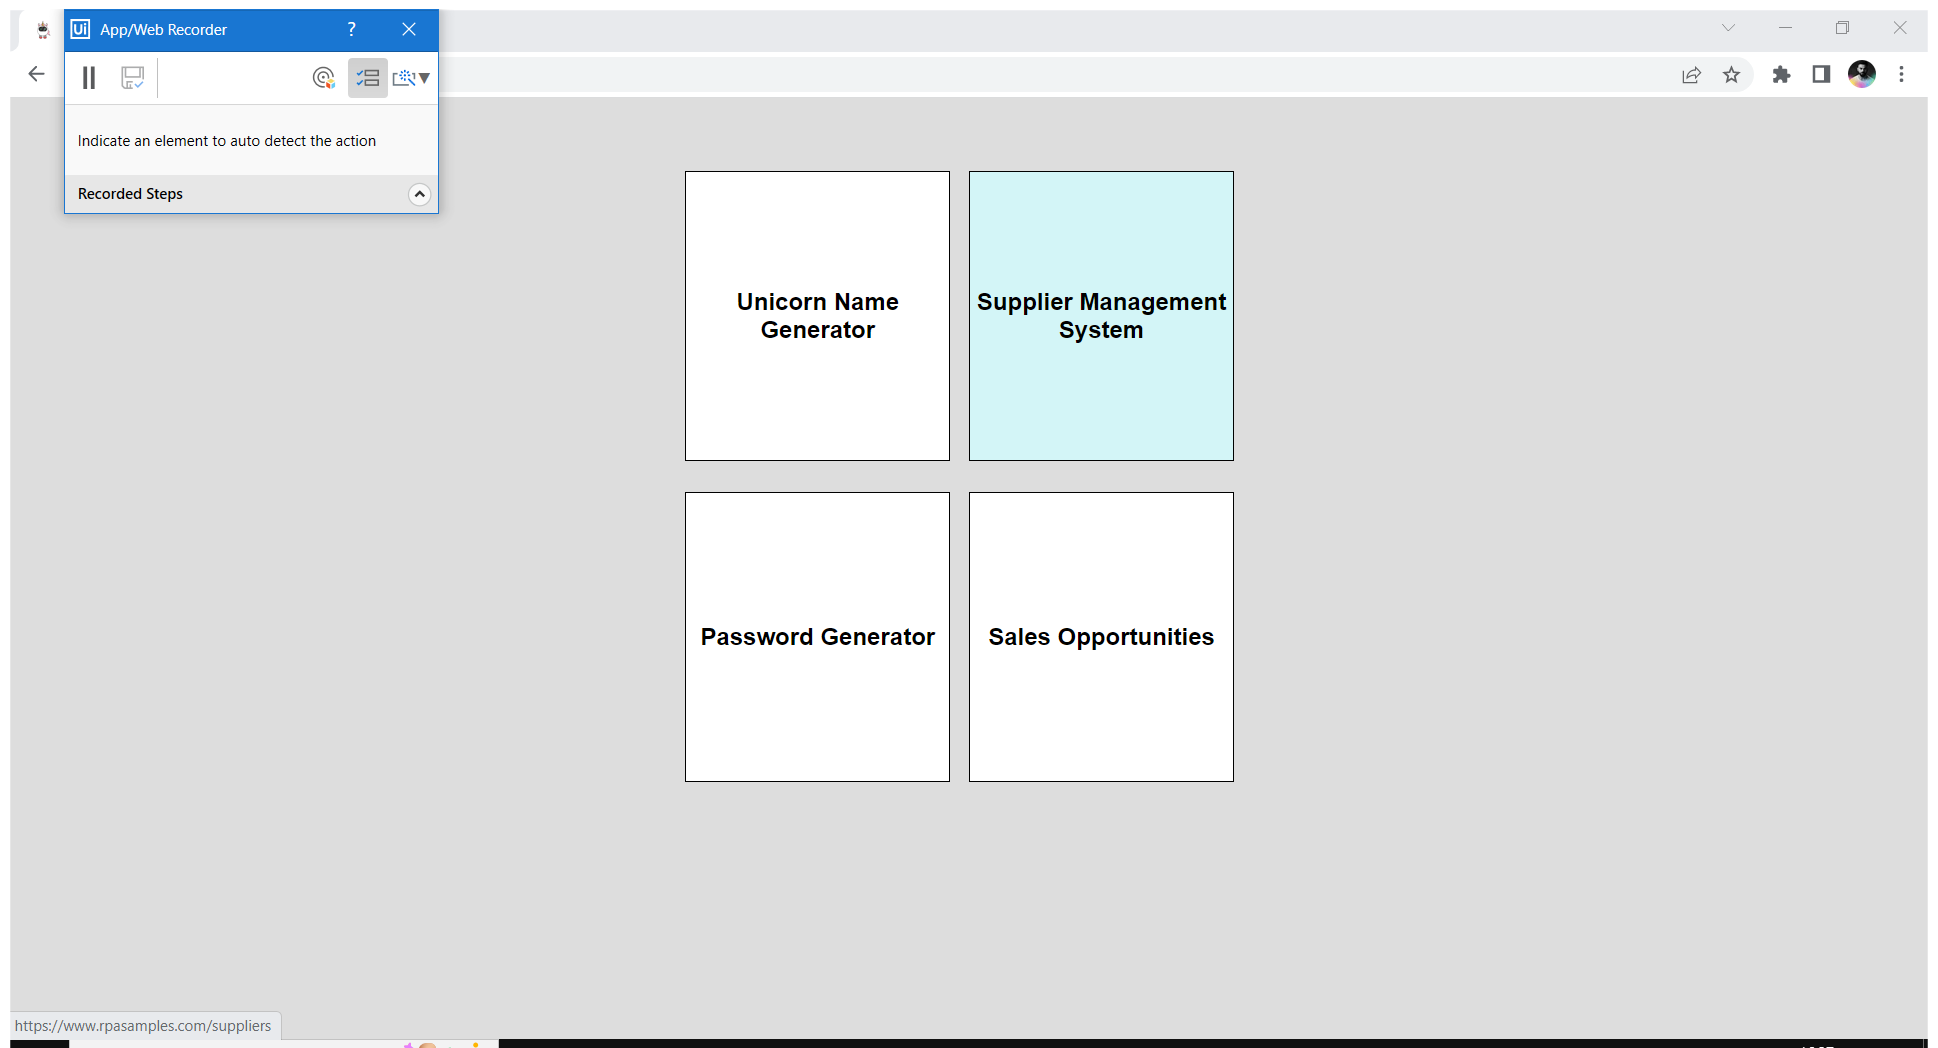 Ui App/Web Recorder ?
Indicate an element to auto detect the action
Recorded Steps
Unicorn Name
Generator
Supplier Management
System
Password Generator
Sales Opportunities
https://www.rpasamples.com/suppliers